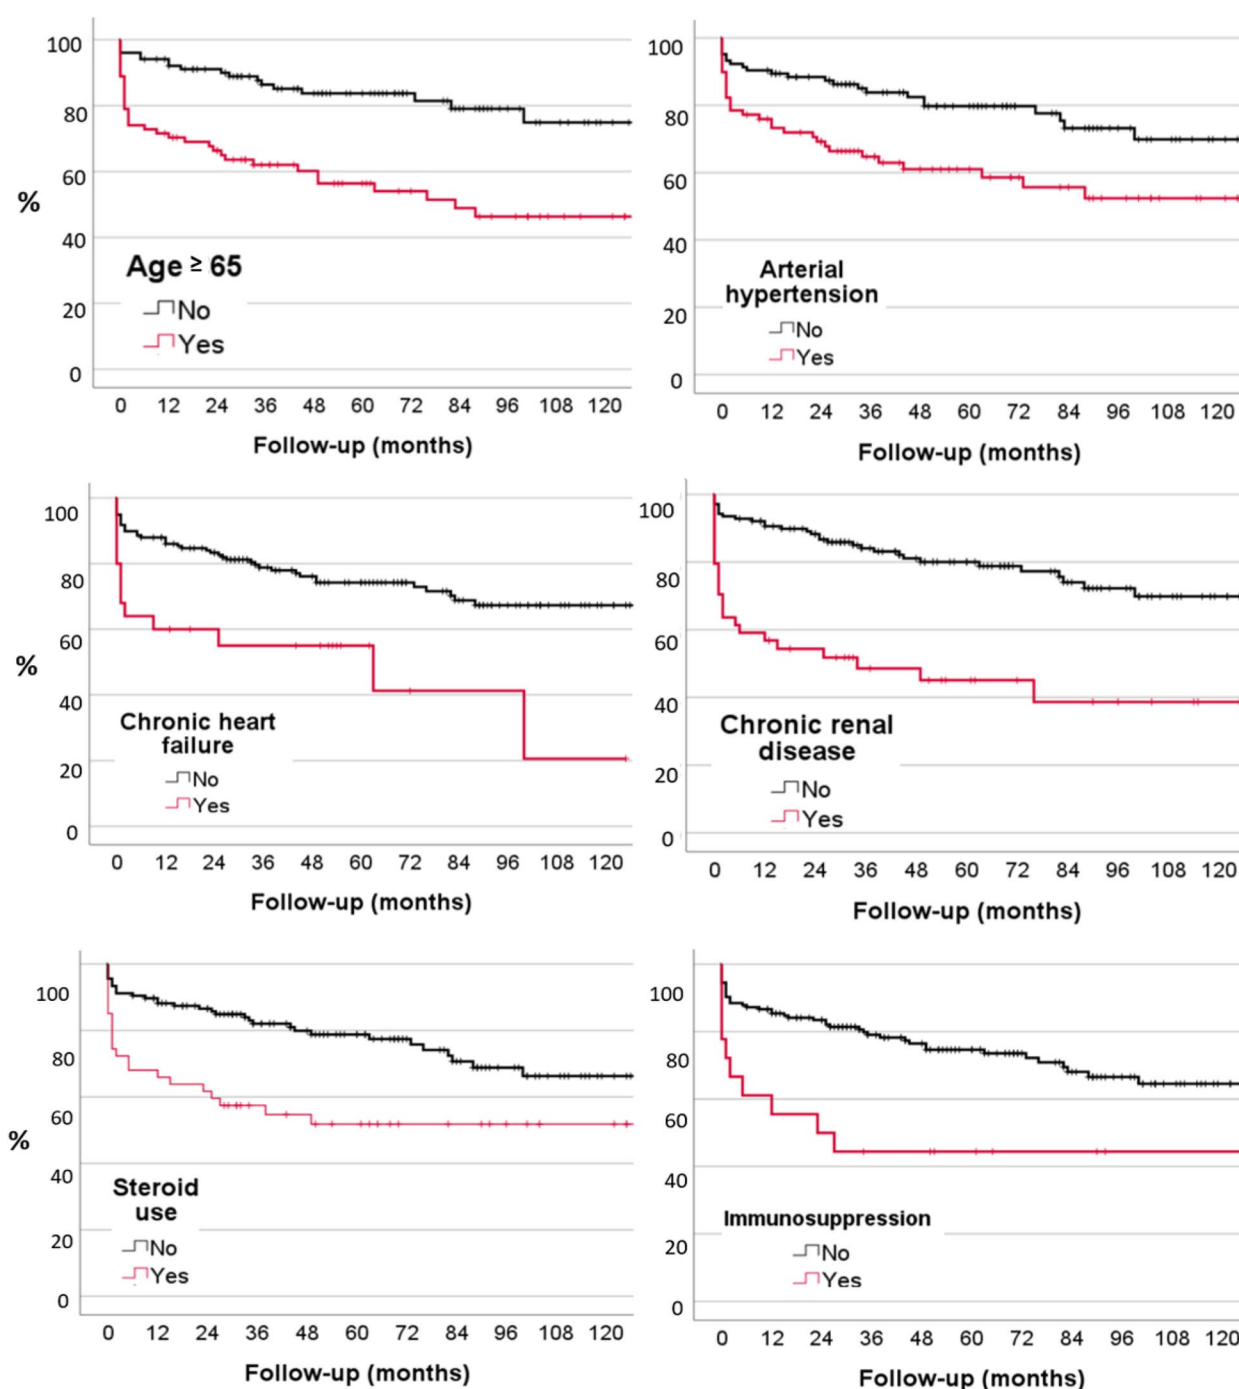 100
80
60
%
40
Age ≥ 65
20
No
Yes
0
0 12 24 36 48 60 72 84 96 108 120
Follow-up (months)
100
80
60
40
Arterial
hypertension
20
No
Yes
0
0 12 24 36 48 60 72 84 96 108 120
Follow-up (months)
100
80
60
%
40
Chronic heart
failure
20
No
Yes
0
0 12 24 36 48 60 72 84 96 108 120
Follow-up (months)
100
80
60
40
Chronic renal
disease
20
No
Yes
0
0 12 24 36 48 60 72 84 96 108 120
Follow-up (months)
100
80
60
%
40
Steroid
use
20
No
Yes
0
0 12 24 36 48 60 72 84 96 108 120
Follow-up (months)
100
80
60
40
Immunosuppression
20
No
Yes
0
0 12 24 36 48 60 72 84 96 108 120
Follow-up (months)